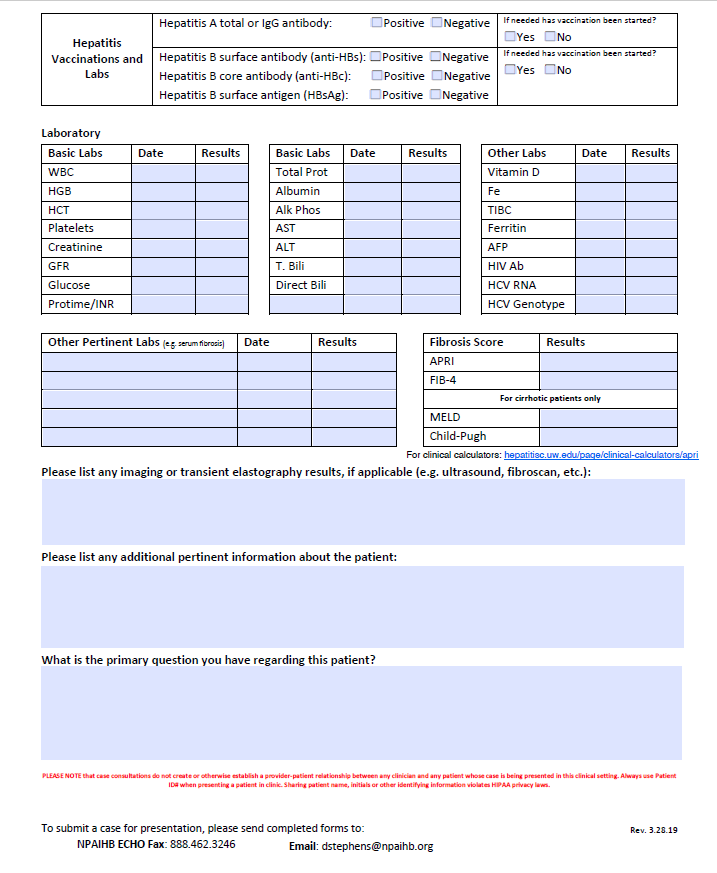 Hepatitis Vaccinations and Labs
Hepatitis A total or IgG antibody: Positive Negative
If needed has vaccination been started?
Yes No
Hepatitis B surface antibody (anti-HBs): Positive Negative
Hepatitis B core antibody (anti-HBc): Positive Negative
Hepatitis B surface antigen (HBsAg): Positive Negative
If needed has vaccination been started?
Yes No
Laboratory
Basic Labs Date Results
WBC
HGB
HCT
Platelets
Creatinine
GFR
Glucose
Protime/INR
Basic Labs Date Results
Total Prot
Albumin
Alk Phos
AST
ALT
T. Bili
Direct Bili
Other Labs Date Results
Vitamin D
Fe
TIBC
Ferritin
AFP
HIV Ab
HCV RNA
HCV Genotype
Other Pertinent Labs (e.g. serum fibrosis) Date Results
Fibrosis Score Results
APRI
FIB-4
For cirrhotic patients only
MELD
Child-Pugh
For clinical calculators: hepatitisc.uw.edu/page/clinical-calculators/apri
Please list any imaging or transient elastography results, if applicable (e.g. ultrasound, fibroscan, etc.):
Please list any additional pertinent information about the patient:
What is the primary question you have regarding this patient?
PLEASE NOTE that case consultations do not create or otherwise establish a provider-patient relationship between any clinician and any patient whose case is being presented in this clinical setting. Always use Patient
ID# when presenting a patient in clinic. Sharing patient name, initials or other identifying information violates HIPAA privacy laws.
To submit a case for presentation, please send completed forms to:
Rev. 3.28.19
NPAIHB ECHO Fax: 888.462.3246 Email: dstephens@npaihb.org